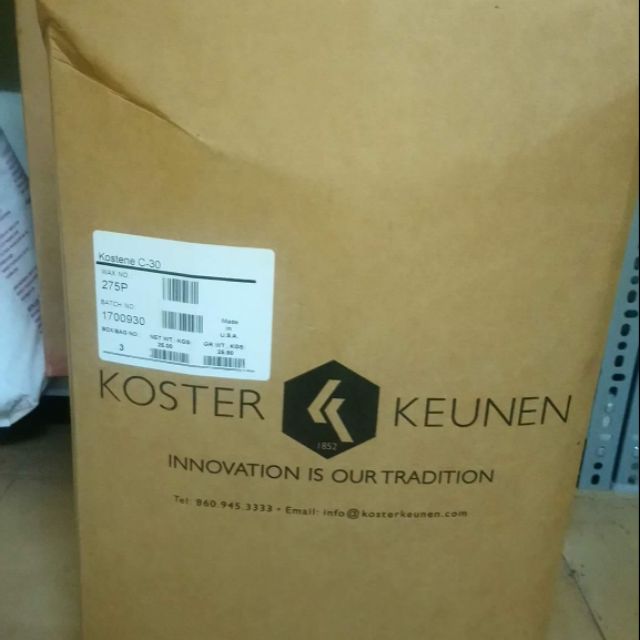 Kostene C-30
WAX NO.
275P
BATCH NO.
1700930
Made
in
U.S.A.
BOX/BAG NO. NET WT. KGS GR WT. KGS
3 25.00
KOSTER KEUNEN
1852
INNOVATION IS OUR TRADITION
Tel: 860.945.3333 • Email: info@kosterkeunen.com